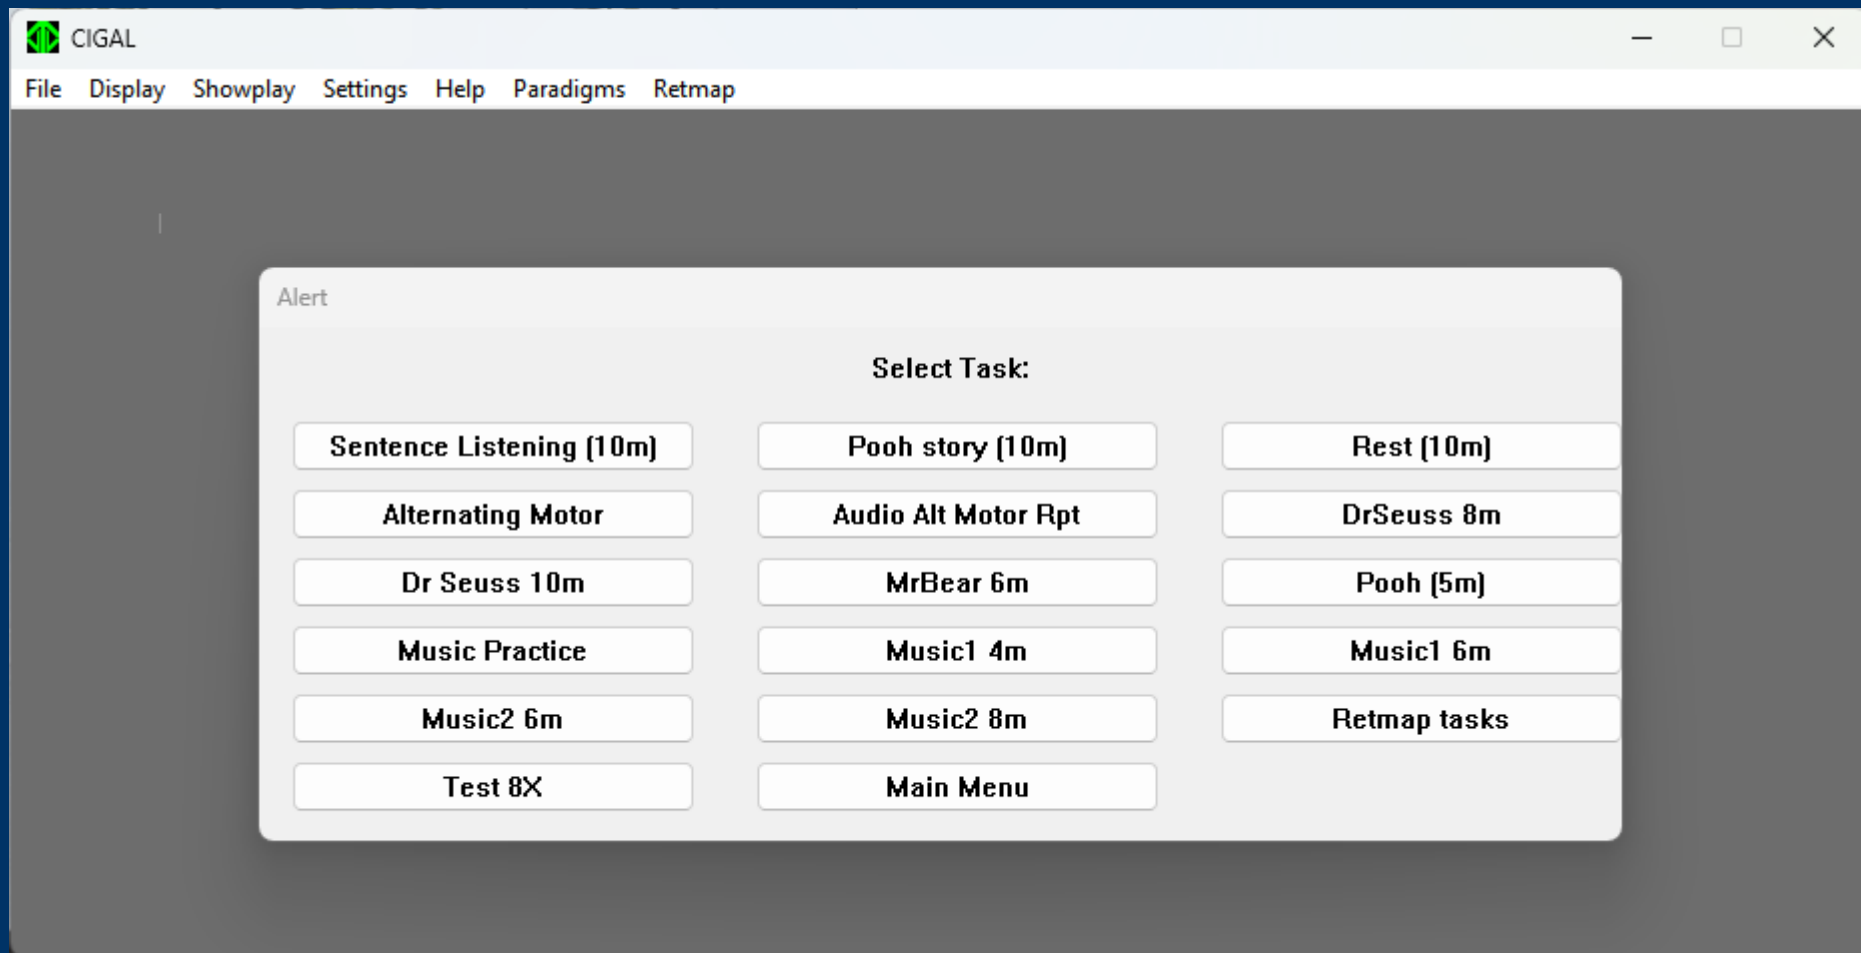 CIGAL
File Display Showplay Settings Help Paradigms Retmap
Alert
Select Task:
Sentence Listening (10m) Pooh story (10m) Rest (10m)
Alternating Motor Audio Alt Motor Rpt DrSeuss 8m
Dr Seuss 10m MrBear 6m Pooh (5m)
Music Practice Music1 4m Music1 6m
Music2 6m Music2 8m Retmap tasks
Test 8X Main Menu